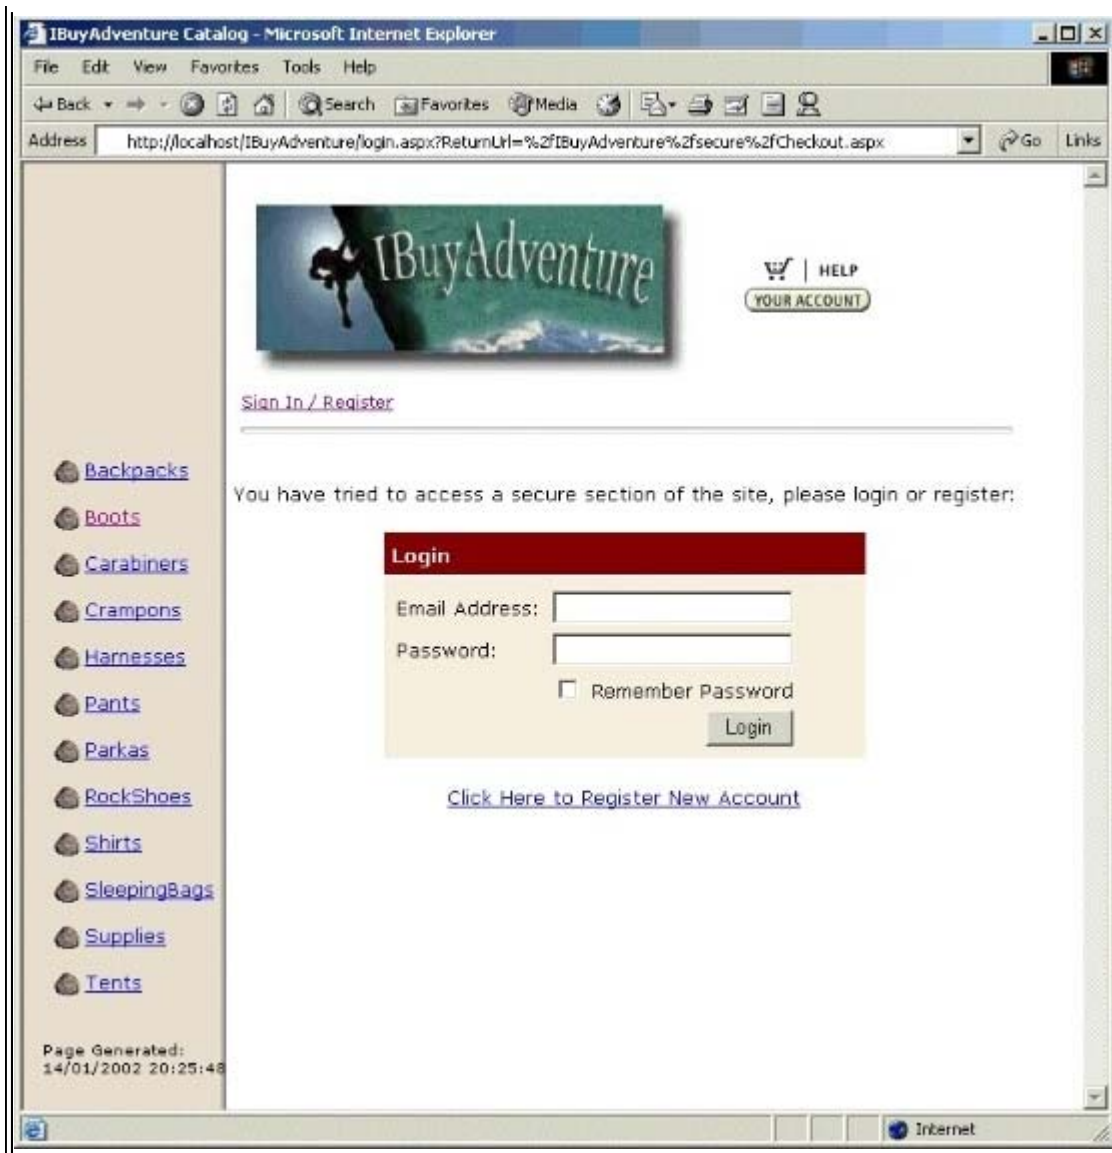 IBuyAdventure Catalog - Microsoft Internet Explorer
File Edit View Favorites Tools Help
Back Search Favorites Media
Address http://localhost/IBuyAdventure/login.aspx?ReturnUrl=%2fIBuyAdventure%2fsecure%2fCheckout.aspx Go Links
IBuyAdventure
HELP
YOUR ACCOUNT
Sign In / Register
Backpacks
Boots
Carabiners
Crampons
Harnesses
Pants
Parkas
RockShoes
Shirts
SleepingBags
Supplies
Tents
Page Generated:
14/01/2002 20:25:48
You have tried to access a secure section of the site, please login or register:
Login
Email Address:
Password:
Remember Password
Login
Click Here to Register New Account
Internet